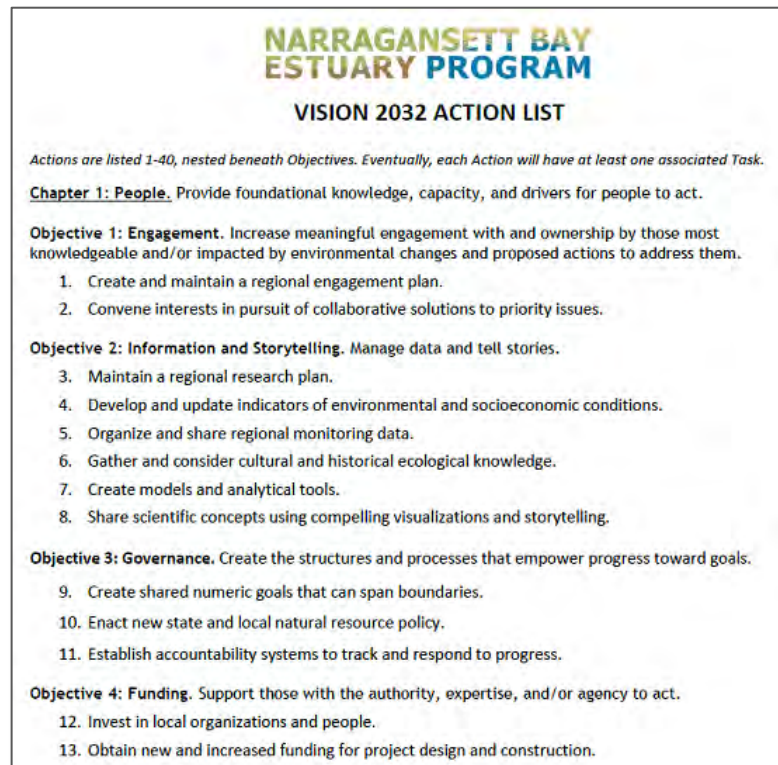 NARRAGANSETT BAY
ESTUARY PROGRAM
VISION 2032 ACTION LIST
Actions are listed 1-40, nested beneath Objectives. Eventually, each Action will have at least one associated Task.
Chapter 1: People. Provide foundational knowledge, capacity, and drivers for people to act.
Objective 1: Engagement. Increase meaningful engagement with and ownership by those most
knowledgeable and/or impacted by environmental changes and proposed actions to address them.
1. Create and maintain a regional engagement plan.
2. Convene interests in pursuit of collaborative solutions to priority issues.
Objective 2: Information and Storytelling. Manage data and tell stories.
3. Maintain a regional research plan.
4. Develop and update indicators of environmental and socioeconomic conditions.
5. Organize and share regional monitoring data.
6. Gather and consider cultural and historical ecological knowledge.
7. Create models and analytical tools.
8. Share scientific concepts using compelling visualizations and storytelling.
Objective 3: Governance. Create the structures and processes that empower progress toward goals.
9. Create shared numeric goals that can span boundaries.
10. Enact new state and local natural resource policy.
11. Establish accountability systems to track and respond to progress.
Objective 4: Funding. Support those with the authority, expertise, and/or agency to act.
12. Invest in local organizations and people.
13. Obtain new and increased funding for project design and construction.